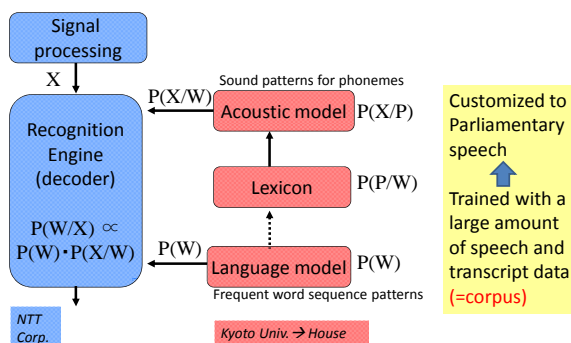 Signal
processing
X
Recognition
Engine
(decoder)
P(W/X) ∝
P(W)・P(X/W)
NTT
Corp.
Sound patterns for phonemes
P(X/W)
Acoustic model
P(X/P)
Lexicon
P(P/W)
P(W)
Language model
P(W)
Frequent word sequence patterns
Kyoto Univ. → House
Customized to
Parliamentary
speech
Trained with a
large amount
of speech and
transcript data
(=corpus)